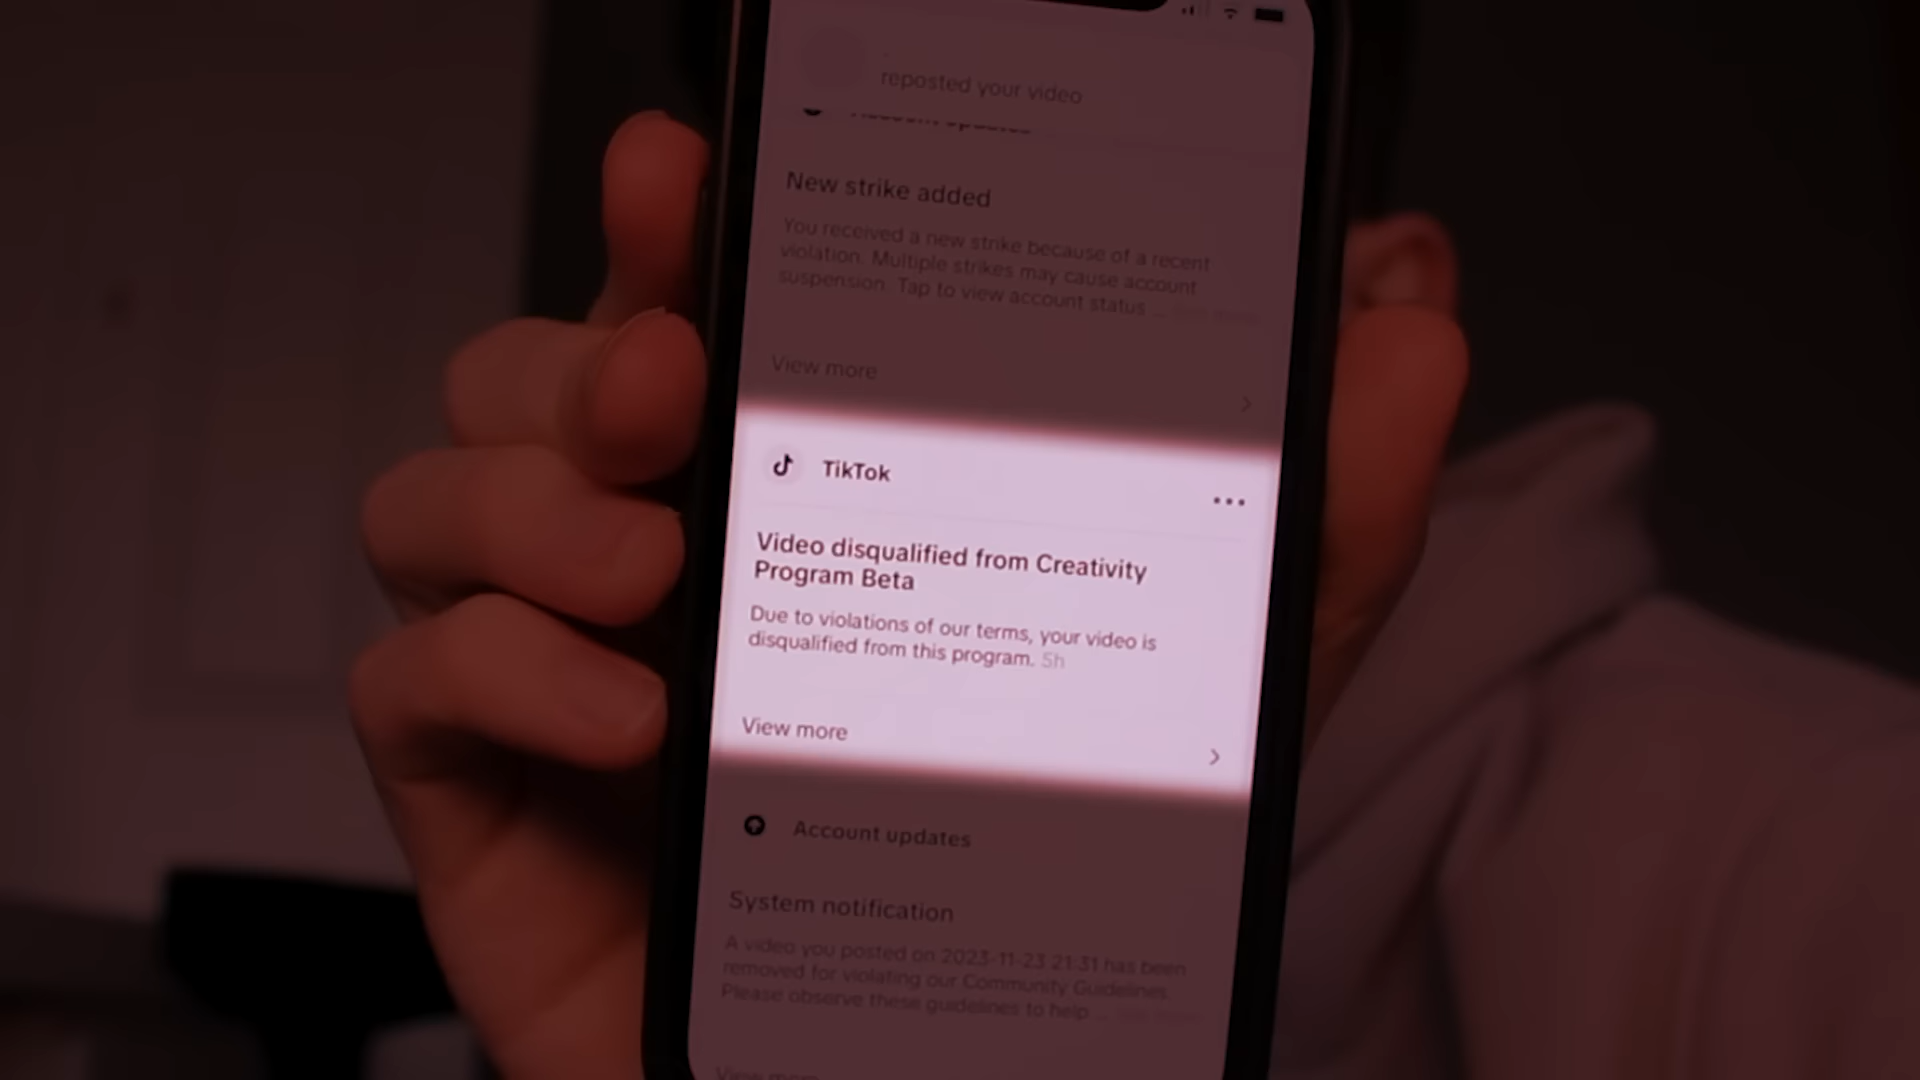 reposted your video
Account updates
New strike added
You received a new strike because of a recent
violation. Multiple strikes may cause account
suspension. Tap to view account status ...
View more
TikTok
Video disqualified from Creativity
Program Beta
Due to violations of our terms, your video is
disqualified from this program. 5h
View more
Account updates
System notification
A video you posted on 2023-11-23 21:31 has been
removed for violating our Community Guidelines.
Please observe these guidelines to help ...
View more